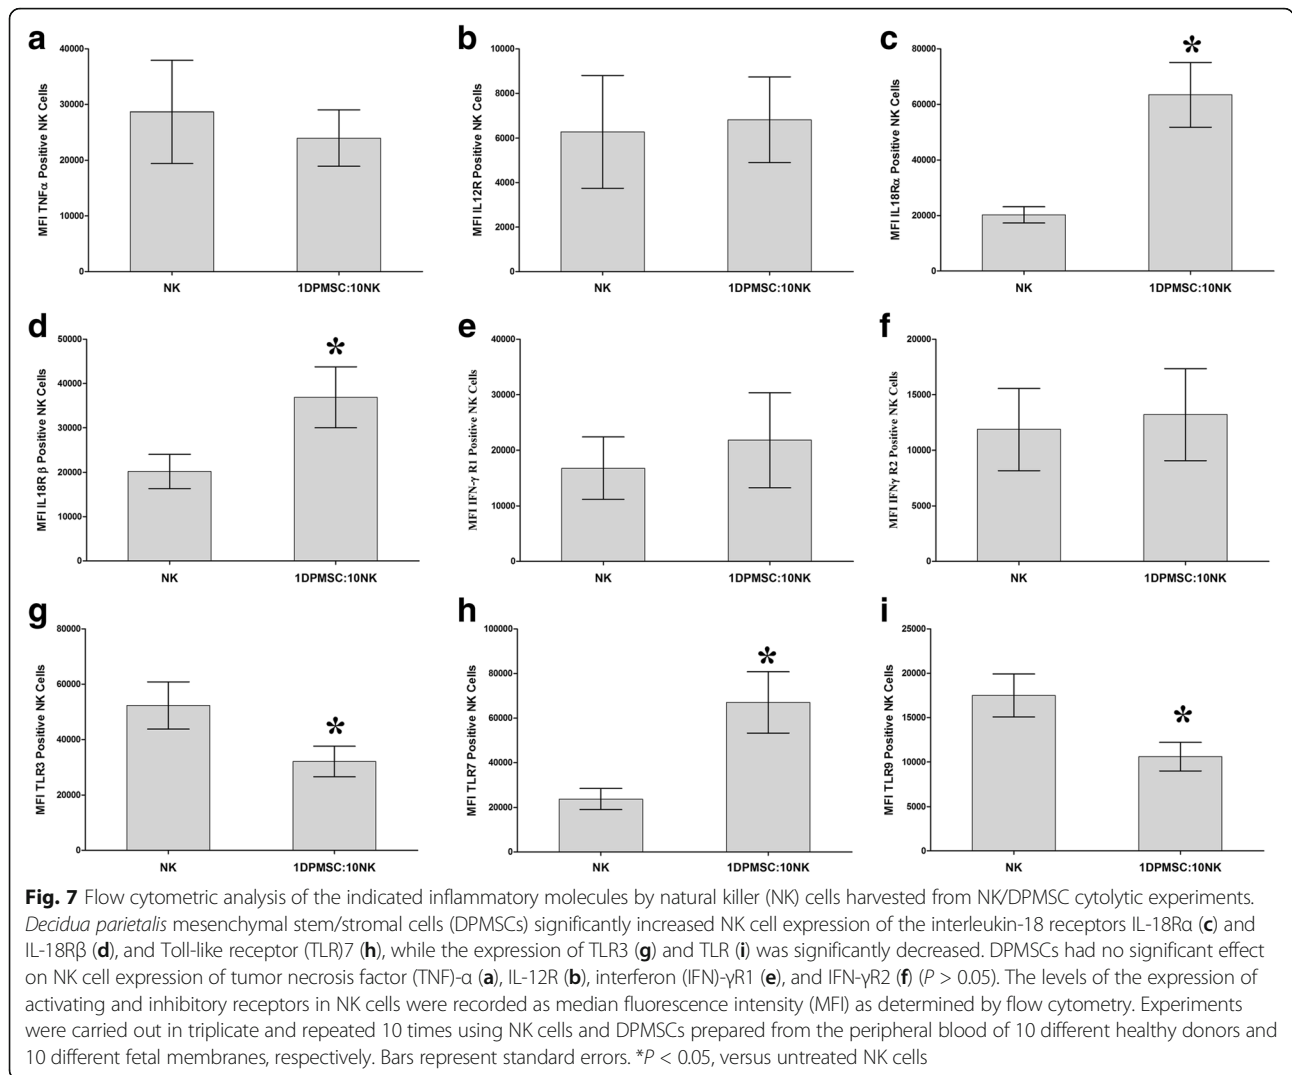 a
40000
30000
20000
10000
0
MFI TNFα Positive NK Cells
NK
1DPMSC:10NK
b
10000
8000
6000
4000
2000
0
MFI IL12R Positive NK Cells
NK
1DPMSC:10NK
c
80000
60000
40000
20000
0
MFI IL18Rα Positive NK Cells
*
NK
1DPMSC:10NK
d
50000
40000
30000
20000
10000
0
MFI IL18R β Positive NK Cells
*
NK
1DPMSC:10NK
e
40000
30000
20000
10000
0
MFI IFN-γ R1 Positive NK Cells
NK
1DPMSC:10NK
f
20000
15000
10000
5000
0
MFI IFNγ R2 Positive NK Cells
NK
1DPMSC:10NK
g
80000
60000
40000
20000
0
MFI TLR3 Positive NK Cells
*
NK
1DPMSC:10NK
h
100000
80000
60000
40000
20000
0
MFI TLR7 Positive NK Cells
*
NK
1DPMSC:10NK
i
25000
20000
15000
10000
5000
0
MFI TLR9 Positive NK Cells
*
NK
1DPMSC:10NK
Fig. 7 Flow cytometric analysis of the indicated inflammatory molecules by natural killer (NK) cells harvested from NK/DPMSC cytolytic experiments.
Decidua parietalis mesenchymal stem/stromal cells (DPMSCs) significantly increased NK cell expression of the interleukin-18 receptors IL-18Rα (c) and
IL-18Rβ (d), and Toll-like receptor (TLR)7 (h), while the expression of TLR3 (g) and TLR (i) was significantly decreased. DPMSCs had no significant effect
on NK cell expression of tumor necrosis factor (TNF)-α (a), IL-12R (b), interferon (IFN)-γR1 (e), and IFN-γR2 (f) (P > 0.05). The levels of the expression of
activating and inhibitory receptors in NK cells were recorded as median fluorescence intensity (MFI) as determined by flow cytometry. Experiments
were carried out in triplicate and repeated 10 times using NK cells and DPMSCs prepared from the peripheral blood of 10 different healthy donors and
10 different fetal membranes, respectively. Bars represent standard errors. *P < 0.05, versus untreated NK cells